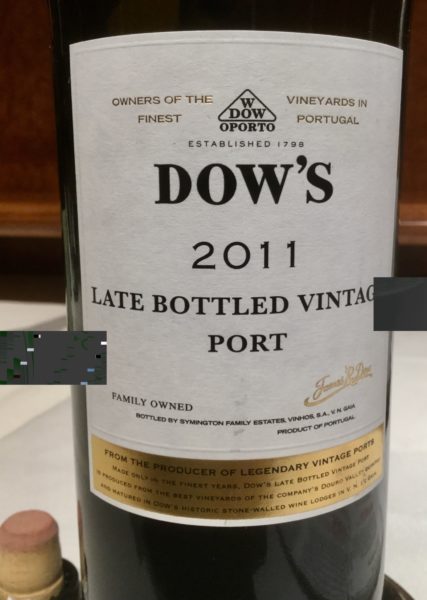 OWNERS OF THE
FINEST
W
DOW
OPORTO
VINEYARDS IN
PORTUGAL
ESTABLISHED 1798
DOW'S
2011
LATE BOTTLED VINTAG
PORT
James R Dow
FAMILY OWNED
BOTTLED BY SYMINGTON FAMILY ESTATES, VINHOS, S.A., V. N. GAIA
PRODUCT OF PORTUGAL
FROM THE PRODUCER OF LEGENDARY VINTAGE PORTS
MADE ONLY IN THE FINEST YEARS, DOW'S LATE BOTTLED VINTAGE PORT
IS PRODUCED FROM THE BEST VINEYARDS OF THE COMPANY'S DOURO VALLEY
AND MATURED IN DOW'S HISTORIC STONE-WALLED WINE LODGES IN V. N. GAIA